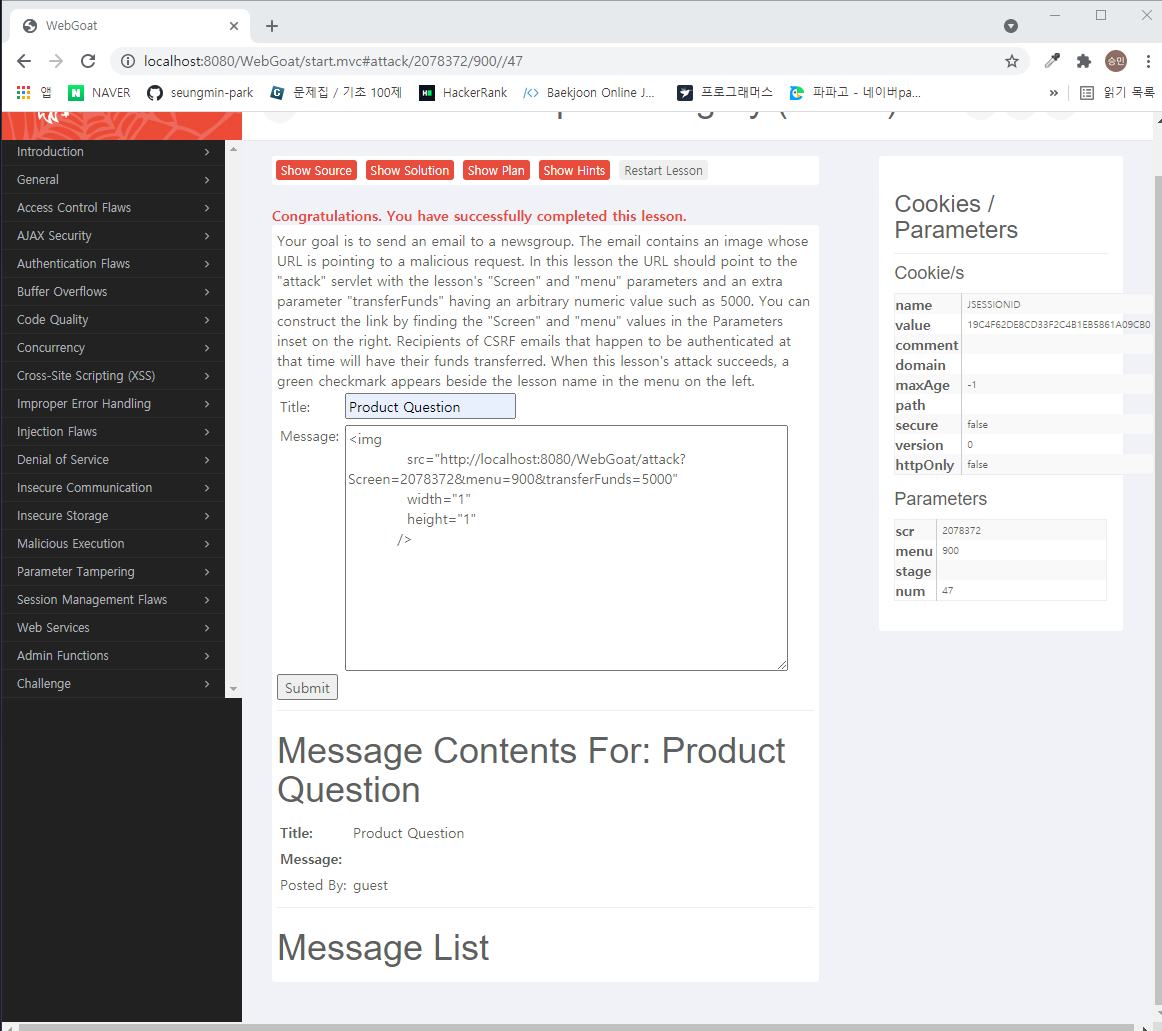 WebGoat
localhost:8080/WebGoat/start.mvc#attack/2078372/900//47
승민
앱 NAVER seungmin-park 문제집 / 기초 100제 HackerRank Baekjoon Online J... 프로그래머스 파파고 - 네이버pa... » 읽기 목록
Introduction
General
Access Control Flaws
AJAX Security
Authentication Flaws
Buffer Overflows
Code Quality
Concurrency
Cross-Site Scripting (XSS)
Improper Error Handling
Injection Flaws
Denial of Service
Insecure Communication
Insecure Storage
Malicious Execution
Parameter Tampering
Session Management Flaws
Web Services
Admin Functions
Challenge
Show Source Show Solution Show Plan Show Hints Restart Lesson
Congratulations. You have successfully completed this lesson.
Your goal is to send an email to a newsgroup. The email contains an image whose
URL is pointing to a malicious request. In this lesson the URL should point to the
"attack" servlet with the lesson's "Screen" and "menu" parameters and an extra
parameter "transferFunds" having an arbitrary numeric value such as 5000. You can
construct the link by finding the "Screen" and "menu" values in the Parameters
inset on the right. Recipients of CSRF emails that happen to be authenticated at
that time will have their funds transferred. When this lesson's attack succeeds, a
green checkmark appears beside the lesson name in the menu on the left.
Title: Product Question
Message: <img
src="http://localhost:8080/WebGoat/attack?
Screen=2078372&menu=900&transferFunds=5000"
width="1"
height="1"
/>
Submit
Message Contents For: Product
Question
Title: Product Question
Message:
Posted By: guest
Message List
Cookies /
Parameters
Cookie/s
name JSESSIONID
value 19C4F62DE8CD33F2C4B1EB5861A09CB0
comment
domain
maxAge -1
path
secure false
version 0
httpOnly false
Parameters
scr 2078372
menu 900
stage
num 47